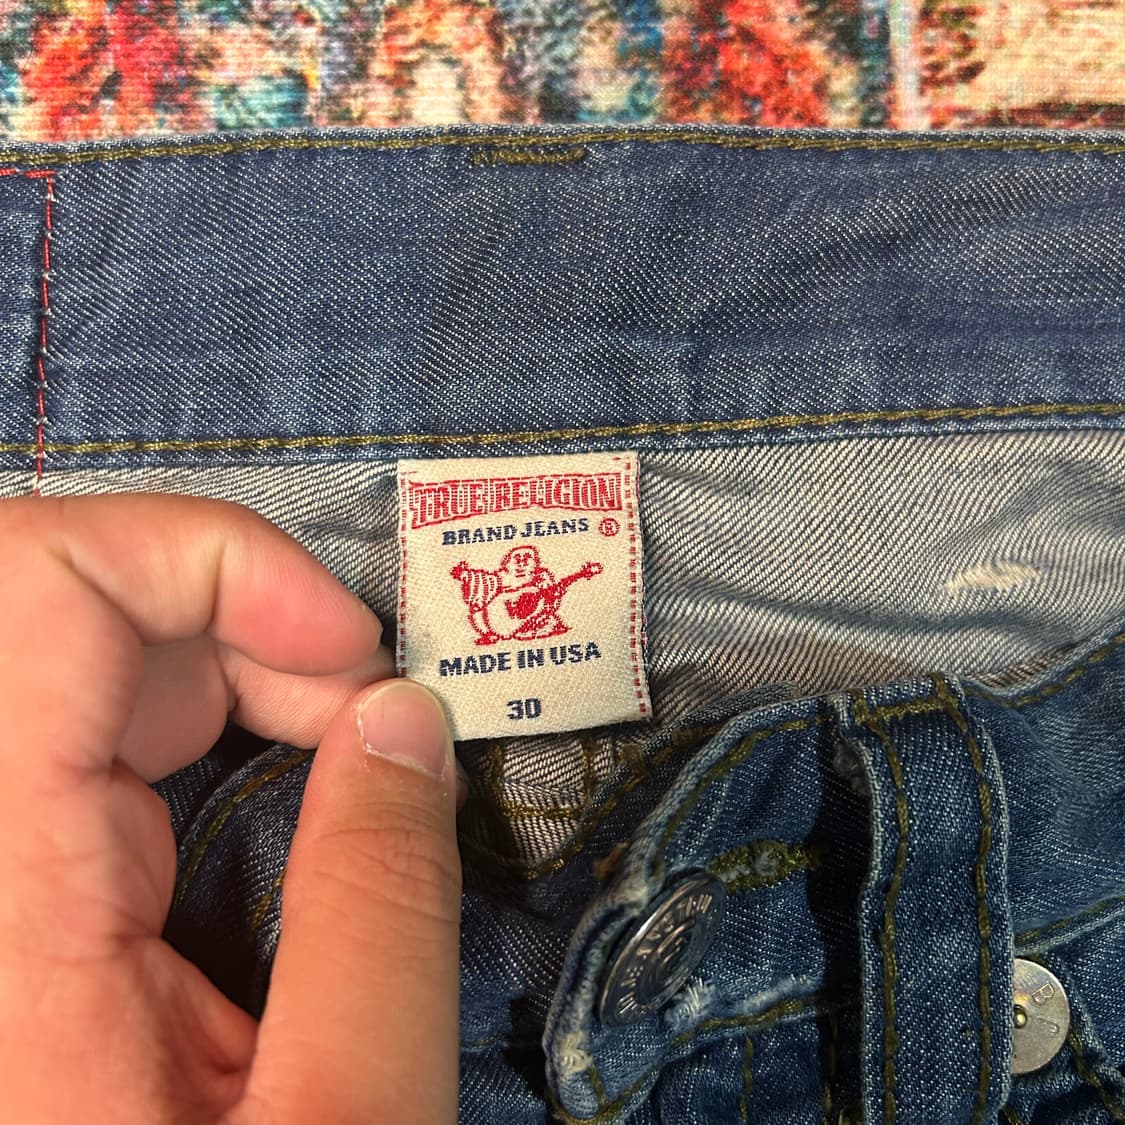 TRUE RELIGION
BRAND JEANS ®
MADE IN USA
30